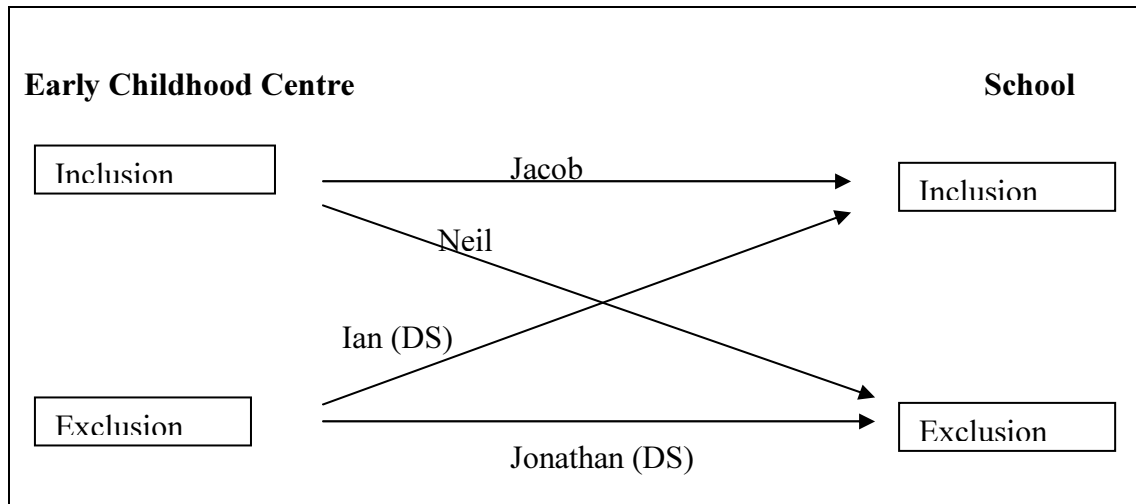 Early Childhood Centre School
Inclusion Jacob Inclusion
Neil
Ian (DS)
Exclusion Exclusion
Jonathan (DS)